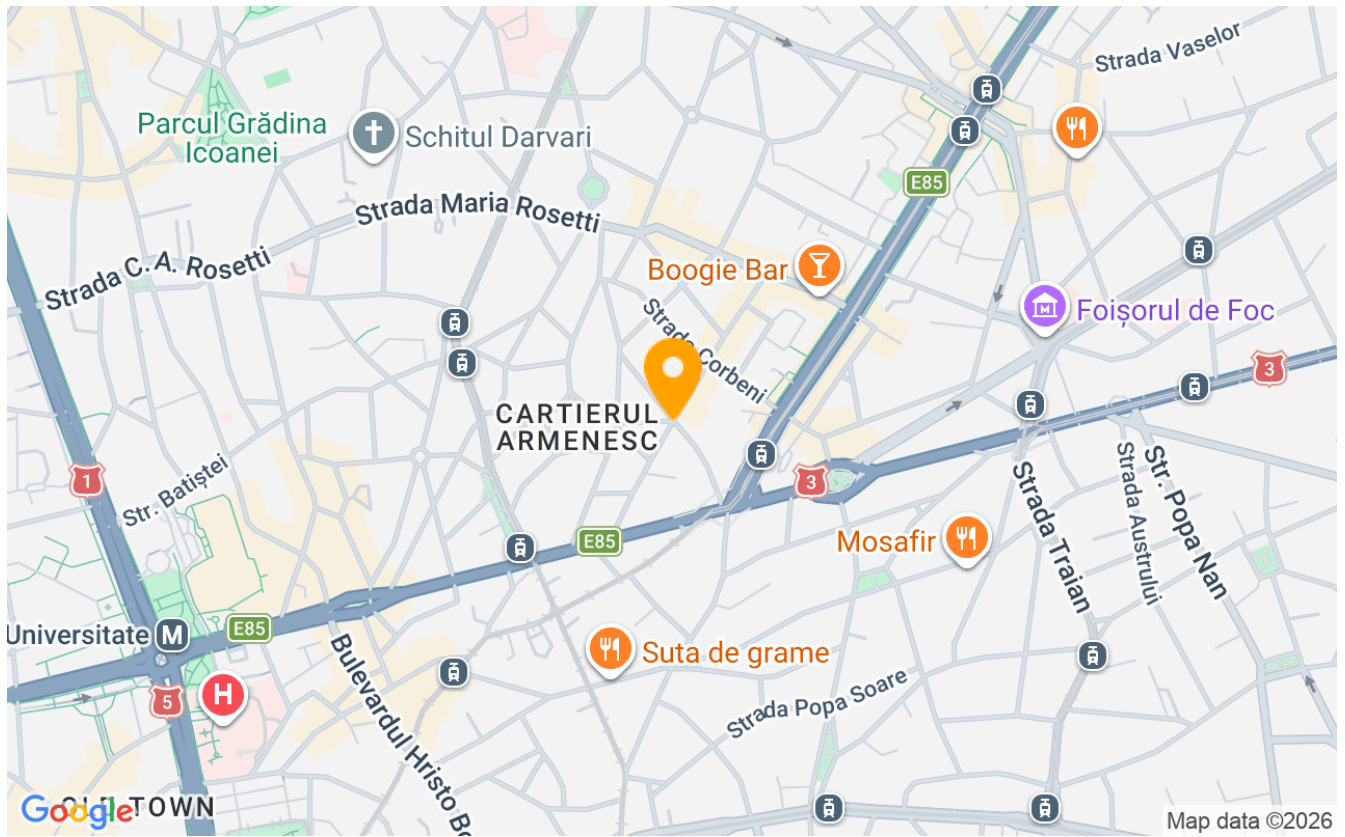 Strada Vaselor
Parcul Grădina
Icoanei
Schitul Darvari
E85
Strada Maria Rosetti
Strada C. A. Rosetti
Boogie Bar
Foișorul de Foc
Strada Corbeni
3
CARTIERUL
ARMENESC
1
Str. Batiștei
3
Strada Traian
Strada Austrului
Str. Popa Nan
E85
Mosafir
Universitate
M
E85
Suta de grame
5
H
Bulevardul Hristo Bo
Strada Popa Soare
Google
TOWN
Map data ©2026